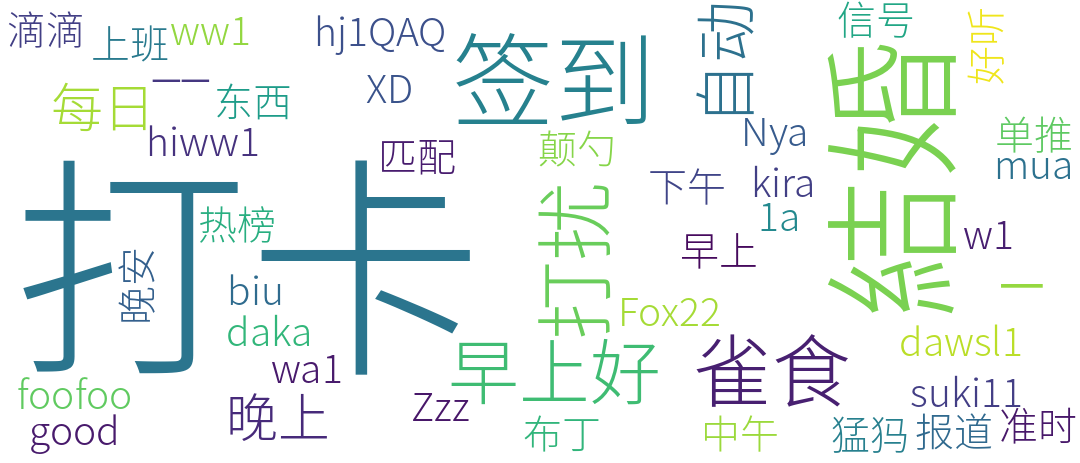 滴滴
上班
ww1
hj1QAQ
签到
自动
信号
好听
一一
XD
每日
东西
hiww1
匹配
颠勺
Nya
結婚
单推
mua
打卡
热榜
晚安
打扰
下午
kira
1a
早上
w1
一
biu
daka
wa1
Fox22
早上好
雀食
dawsl1
foofoo
good
晚上
Zzz
布丁
中午
suki11
猛犸
报道
准时